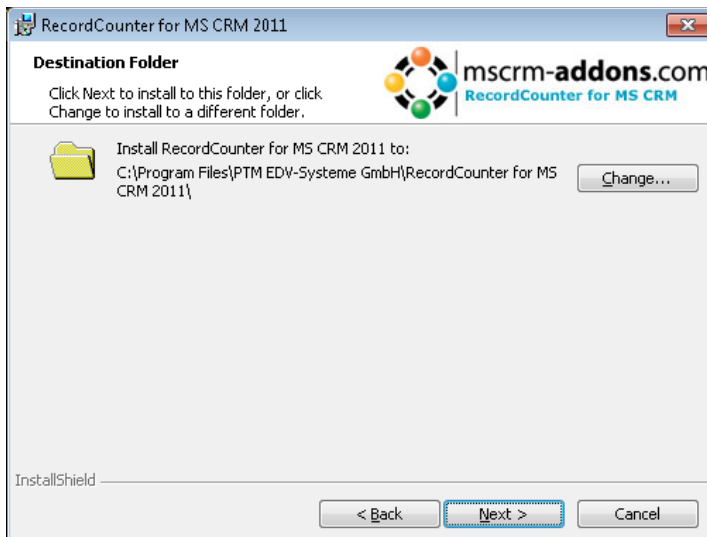 RecordCounter for MS CRM 2011
Destination Folder
Click Next to install to this folder, or click
Change to install to a different folder.
mscrm-addons.com
RecordCounter for MS CRM
Install RecordCounter for MS CRM 2011 to:
C:\Program Files\PTM EDV-Systeme GmbH\RecordCounter for MS
CRM 2011\
Change...
InstallShield
< Back
Next >
Cancel